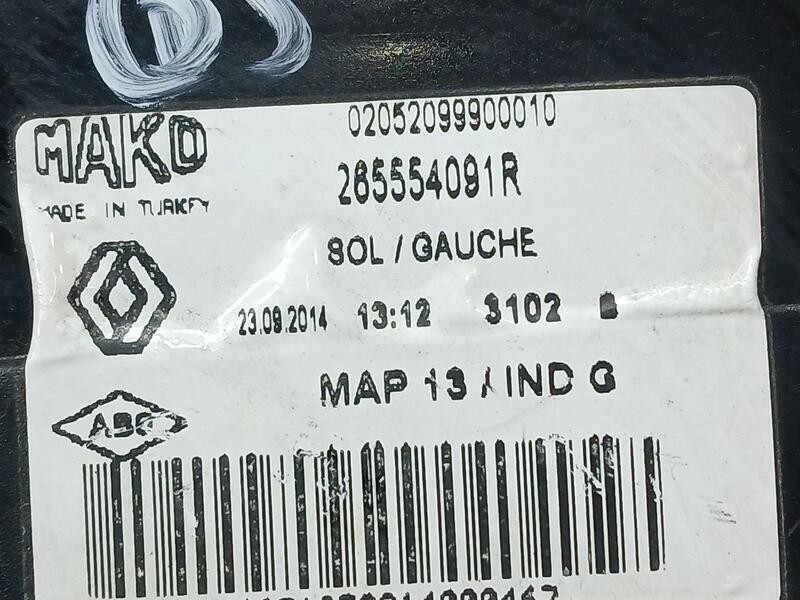 02052099900010
MAKO
265554091R
MADE IN TURKEY
SOL / GAUCHE
23.09.2014 13:12 3102
MAP 13 / IND G